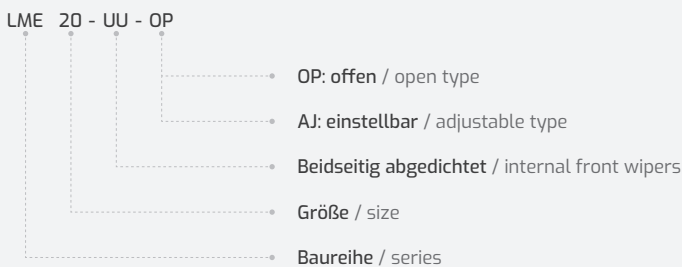 LME 20 - UU - OP
OP: offen / open type
AJ: einstellbar / adjustable type
Beidseitig abgedichtet / internal front wipers
Größe / size
Baureihe / series